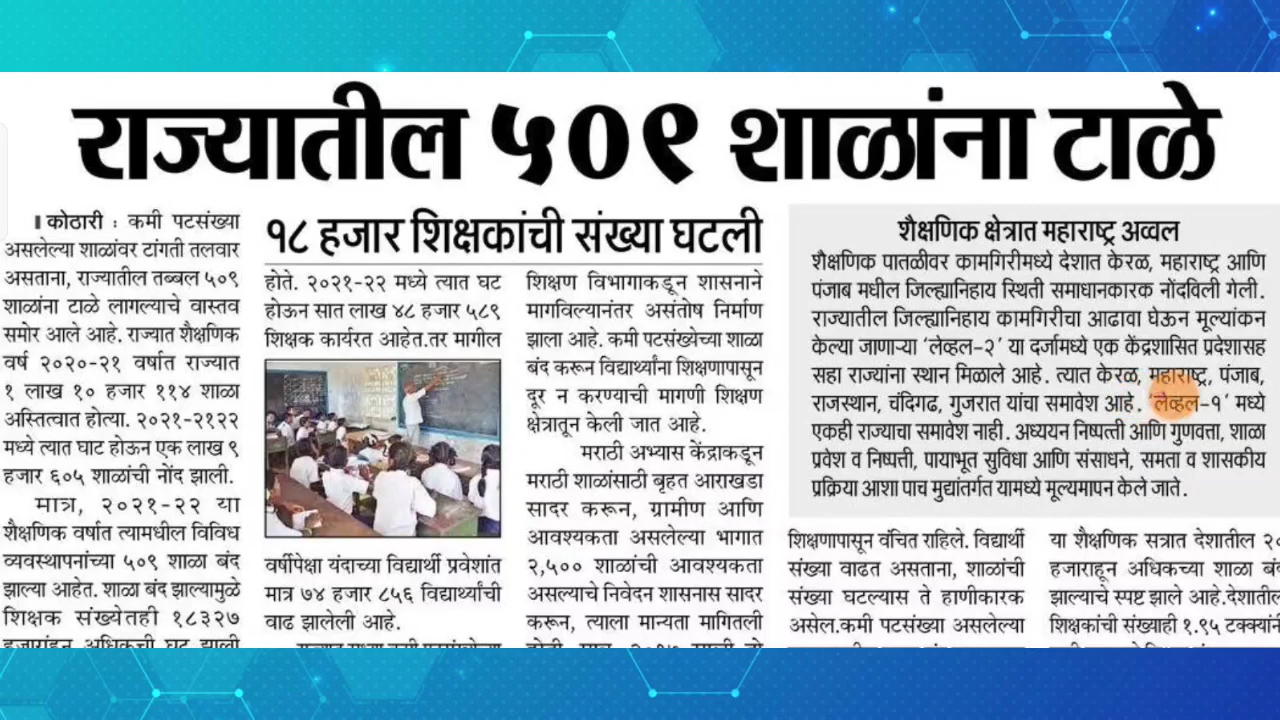 राज्यातील ५०९ शाळांना टाळे
कोठारी : कमी पटसंख्या
असलेल्या शाळांवर टांगती तलवार
असताना, राज्यातील तब्बल ५०९
शाळांना टाळे लागल्याचे वास्तव
समोर आले आहे. राज्यात शैक्षणिक
वर्ष २०२०-२१ वर्षात राज्यात
१ लाख १० हजार ११४ शाळा
अस्तित्वात होत्या. २०२१-२१२२
मध्ये त्यात घाट होऊन एक लाख ९
हजार ६०५ शाळांची नोंद झाली.
मात्र, २०२१-२२ या
शैक्षणिक वर्षात त्यामधील विविध
व्यवस्थापनांच्या ५०९ शाळा बंद
झाल्या आहेत. शाळा बंद झाल्यामुळे
शिक्षक संख्येतही १८३२७
हजारांहून अधिकची घट झाली
१८ हजार शिक्षकांची संख्या घटली
होते. २०२१-२२ मध्ये त्यात घट
होऊन सात लाख ४८ हजार ५८९
शिक्षक कार्यरत आहेत.तर मागील
वर्षीपेक्षा यंदाच्या विद्यार्थी प्रवेशांत
मात्र ७४ हजार ८५६ विद्यार्थ्यांची
वाढ झालेली आहे.
शिक्षण विभागाकडून शासनाने
मागविल्यानंतर असंतोष निर्माण
झाला आहे. कमी पटसंख्येच्या शाळा
बंद करून विद्यार्थ्यांना शिक्षणापासून
दूर न करण्याची मागणी शिक्षण
क्षेत्रातून केली जात आहे.
मराठी अभ्यास केंद्राकडून
मराठी शाळांसाठी बृहत आराखडा
सादर करून, ग्रामीण आणि
आवश्यकता असलेल्या भागात
२,५०० शाळांची आवश्यकता
असल्याचे निवेदन शासनास सादर
करून, त्याला मान्यता मागितली
शैक्षणिक क्षेत्रात महाराष्ट्र अव्वल
शैक्षणिक पातळीवर कामगिरीमध्ये देशात केरळ, महाराष्ट्र आणि
पंजाब मधील जिल्ह्यानिहाय स्थिती समाधानकारक नोंदविली गेली.
राज्यातील जिल्ह्यानिहाय कामगिरीचा आढावा घेऊन मूल्यांकन
केल्या जाणाऱ्या 'लेव्हल-२' या दर्जामध्ये एक केंद्रशासित प्रदेशासह
सहा राज्यांना स्थान मिळाले आहे. त्यात केरळ, महाराष्ट्र, पंजाब,
राजस्थान, चंदिगढ, गुजरात यांचा समावेश आहे. 'लेव्हल-१' मध्ये
एकही राज्याचा समावेश नाही. अध्ययन निष्पत्ती आणि गुणवत्ता, शाळा
प्रवेश व निष्पत्ती, पायाभूत सुविधा आणि संसाधने, समता व शासकीय
प्रक्रिया आशा पाच मुद्यांतर्गत यामध्ये मूल्यमापन केले जाते.
शिक्षणापासून वंचित राहिले. विद्यार्थी
संख्या वाढत असताना, शाळांची
संख्या घटल्यास ते हाणीकारक
असेल.कमी पटसंख्या असलेल्या
या शैक्षणिक सत्रात देशातील
हजाराहून अधिकच्या शाळा
झाल्याचे स्पष्ट झाले आहे.देशातील
शिक्षकांची संख्याही १.९५